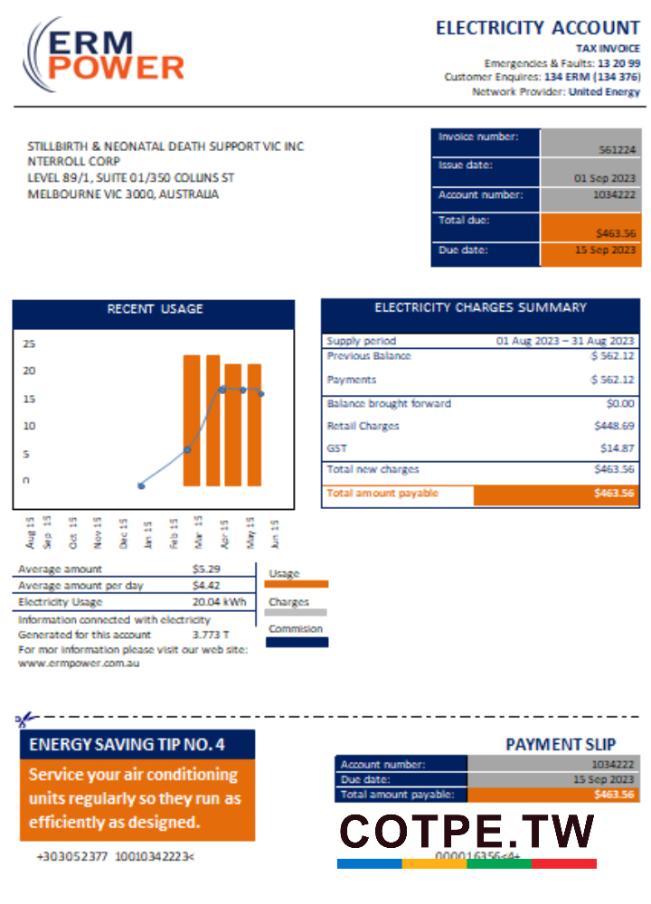 ERM
POWER
ELECTRICITY ACCOUNT
TAX INVOICE
Emergencies & Faults: 13 20 99
Customer Enquires: 134 ERM (134 376)
Network Provider: United Energy
STILLBIRTH & NEONATAL DEATH SUPPORT VIC INC
NTERROLL CORP
LEVEL 89/1, SUITE 01/350 COLLINS ST
MELBOURNE VIC 3000, AUSTRALIA
Invoice number: 561224
Issue date: 01 Sep 2023
Account number: 1034222
Total due: $463.56
Due date: 15 Sep 2023
RECENT USAGE
25
20
15
10
5
0
Aug 15 Sep 15 Oct 15 Nov 15 Dec 15 Jan 15 Feb 15 Mar 15 Apr 15 May 15 Jun 15
ELECTRICITY CHARGES SUMMARY
Supply period 01 Aug 2023 – 31 Aug 2023
Previous Balance $ 562.12
Payments $ 562.12
Balance brought forward $0.00
Retail Charges $448.69
GST $14.87
Total new charges $463.56
Total amount payable $463.56
Average amount $5.29
Average amount per day $4.42
Electricity Usage 20.04 kWh
Information connected with electricity
Generated for this account 3.773 T
For mor information please visit our web site:
www.ermpower.com.au
Usage
Charges
Commision
ENERGY SAVING TIP NO. 4
Service your air conditioning
units regularly so they run as
efficiently as designed.
PAYMENT SLIP
Account number: 1034222
Due date: 15 Sep 2023
Total amount payable: $463.56
COTPE.TW
+303052377 10010342223<
000016356<4+